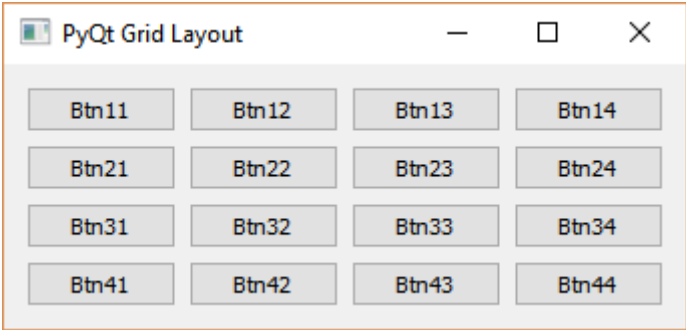 PyQt Grid Layout
Btn11 Btn12 Btn13 Btn14
Btn21 Btn22 Btn23 Btn24
Btn31 Btn32 Btn33 Btn34
Btn41 Btn42 Btn43 Btn44